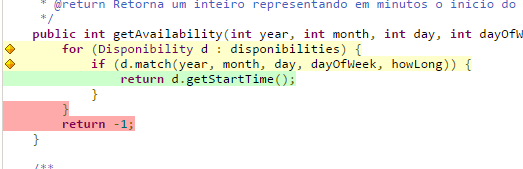 * @return Retorna um inteiro representando em minutos o início do
*/
public int getAvailability(int year, int month, int day, int dayOfW
for (Disponibility d : disponibilities) {
if (d.match(year, month, day, dayOfWeek, howLong)) {
return d.getStartTime();
}
}
return -1;
}
/**